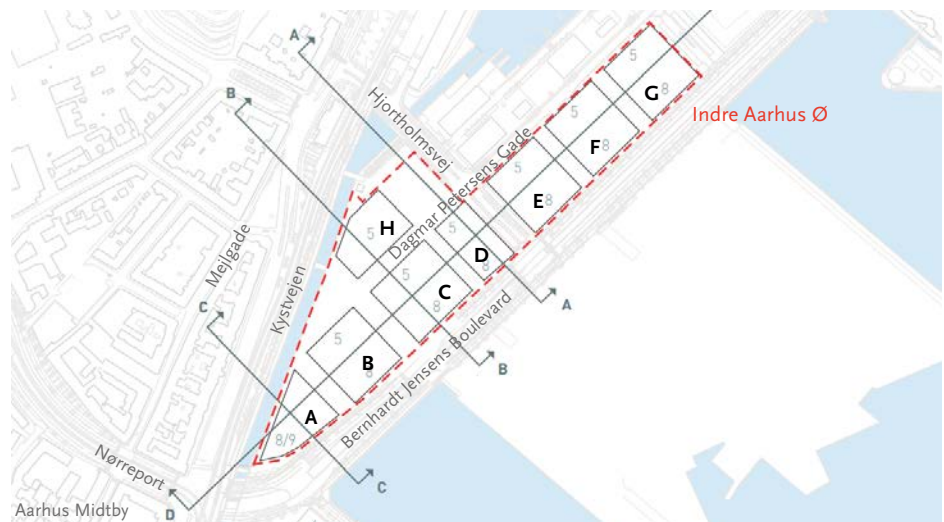 A
B
Hjortholmsvej
5
G
8
Indre Aarhus Ø
5
F
8
Dagmar Petersens Gade
5
E
8
H
5
5
D
8
Mejlgade
Kystvejen
5
C
8
A
C
5
B
8
Bernhardt Jensens Boulevard
B
A
8/9
Nørreport
C
D
Aarhus Midtby